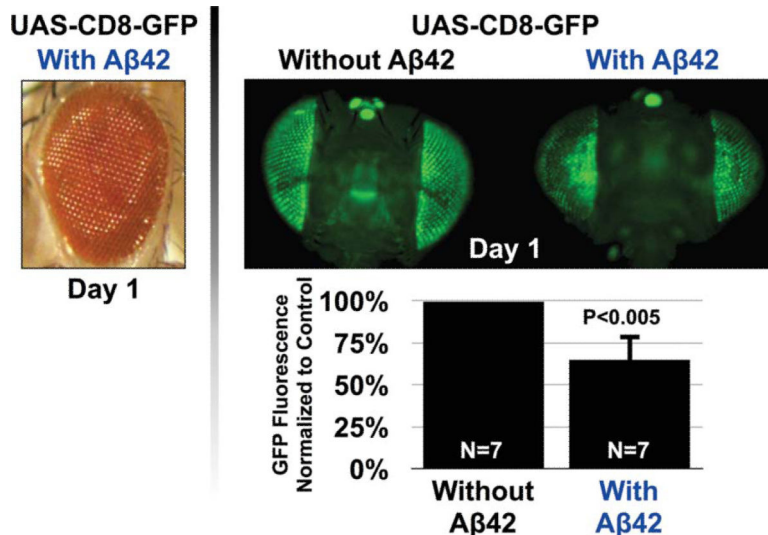 UAS-CD8-GFP
With Aβ42
Day 1
UAS-CD8-GFP
Without Aβ42
With Aβ42
Day 1
GFP Fluorescence
Normalized to Control
100%
75%
50%
25%
0%
P<0.005
N=7
N=7
Without
Aβ42
With
Aβ42